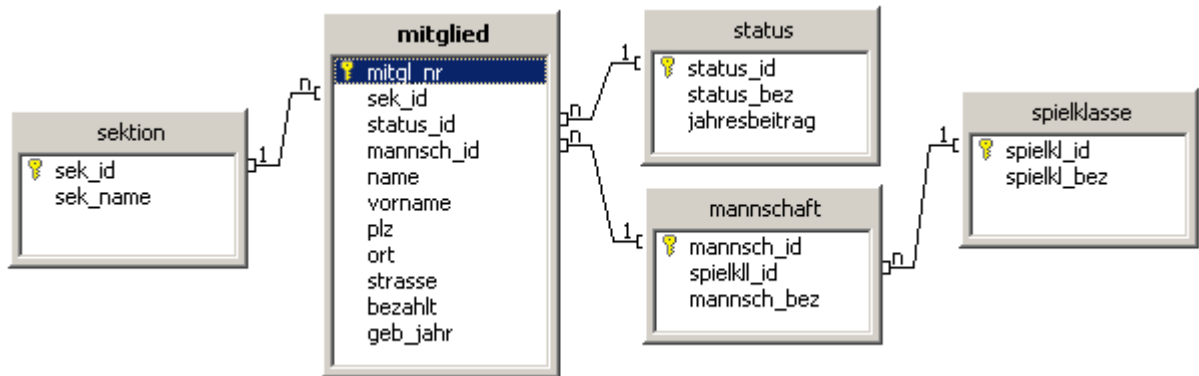 sektion
sek_id
sek_name
1
n
mitglied
mitgl_nr
sek_id
status_id
mannsch_id
name
vorname
plz
ort
strasse
bezahlt
geb_jahr
n
1
n
1
status
status_id
status_bez
jahresbeitrag
mannschaft
mannsch_id
spielkll_id
mannsch_bez
n
1
spielklasse
spielkl_id
spielkl_bez